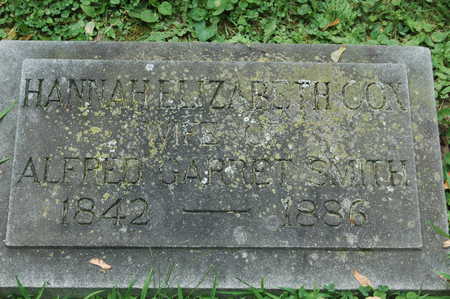 HANNAH ELIZABETH COX
WIFE OF
ALFRED GARRET SMITH
1842 — 1886